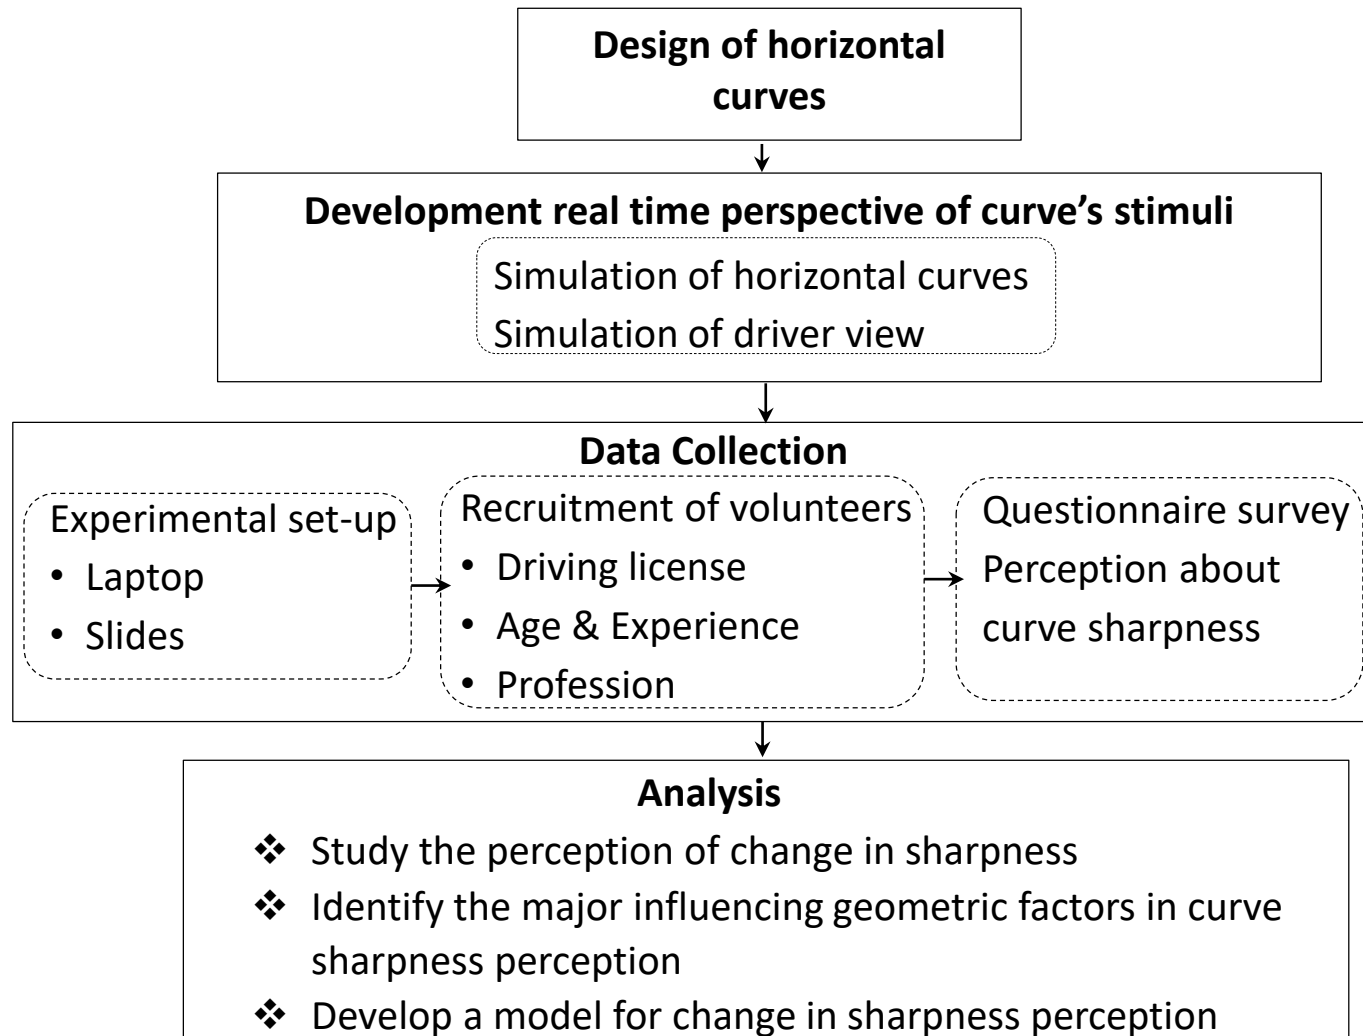 Design of horizontal
curves
Development real time perspective of curve's stimuli
Simulation of horizontal curves
Simulation of driver view
Data Collection
Experimental set-up
• Laptop
• Slides
Recruitment of volunteers
• Driving license
• Age & Experience
• Profession
Questionnaire survey
Perception about
curve sharpness
Analysis
❖ Study the perception of change in sharpness
❖ Identify the major influencing geometric factors in curve
sharpness perception
❖ Develop a model for change in sharpness perception